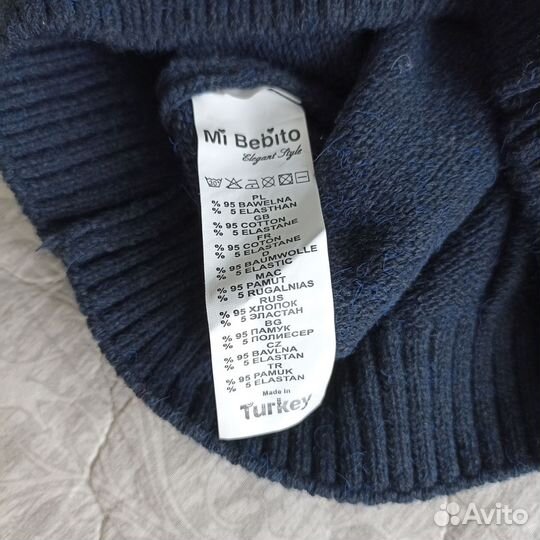 Mi Bebito
Elegant Style
PL
% 95 BAWELNA
% 5 ELASTHAN
GB
% 95 COTTON
% 5 ELASTANE
FR
% 95 COTON
% 5 ELASTANE
D
% 95 BAUMWOLLE
% 5 ELASTIC
MAC
% 95 PAMUT
% 5 RUGALNIAS
RUS
% 95 ХЛОПОК
% 5 ЭЛАСТАН
BG
% 95 ПАМУК
% 5 ПОЛИЕСЕР
CZ
% 95 BAVLNA
% 5 ELASTAN
TR
% 95 PAMUK
% 5 ELASTAN
Made in
Turkey
Avito